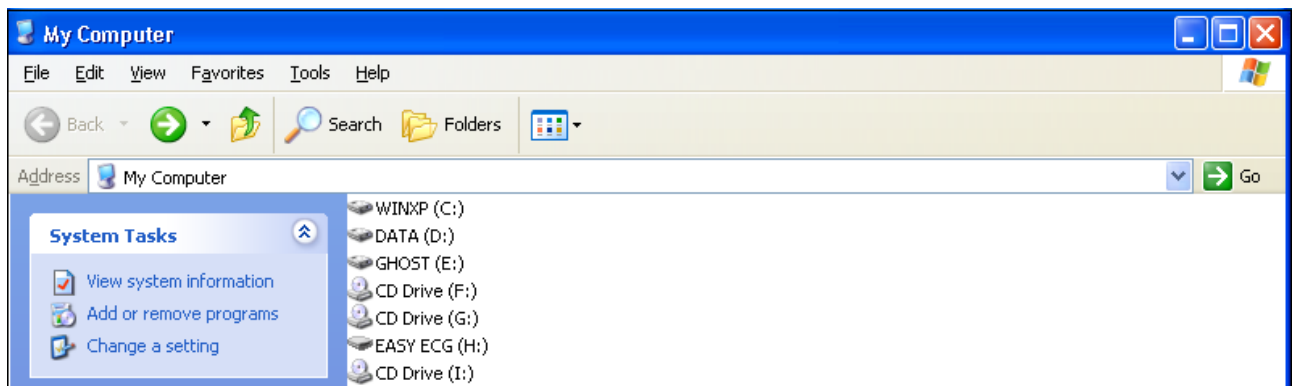 My Computer
File Edit View Favorites Tools Help
Back Search Folders
Address My Computer Go
System Tasks
View system information
Add or remove programs
Change a setting
WINXP (C:)
DATA (D:)
GHOST (E:)
CD Drive (F:)
CD Drive (G:)
EASY ECG (H:)
CD Drive (I:)